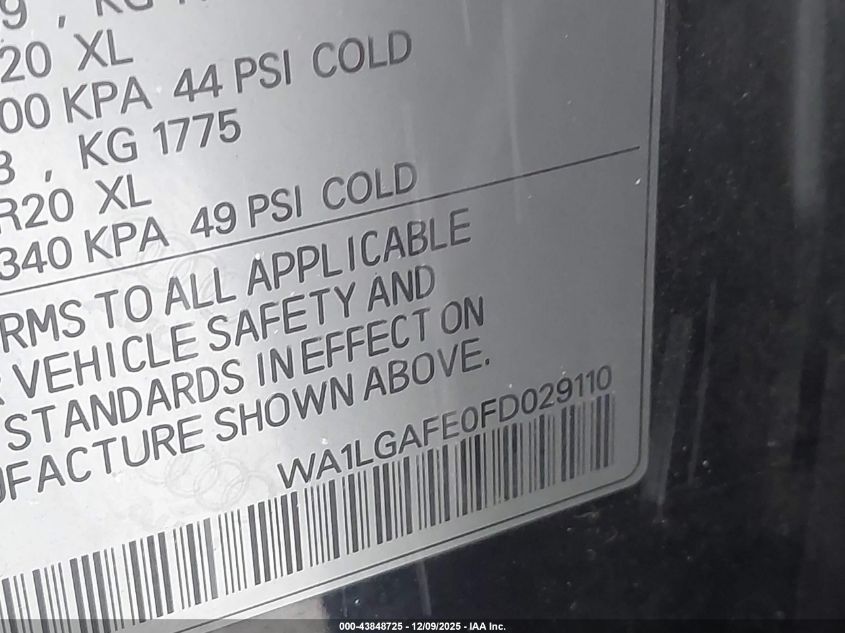 9 , KG
20 XL
00 KPA 44 PSI COLD
, KG 1775
R20 XL
340 KPA 49 PSI COLD
RMS TO ALL APPLICABLE
VEHICLE SAFETY AND
STANDARDS IN EFFECT ON
FACTURE SHOWN ABOVE.
WA1LGAFE0FD029110
000-43848725 - 12/09/2025 - IAA Inc.